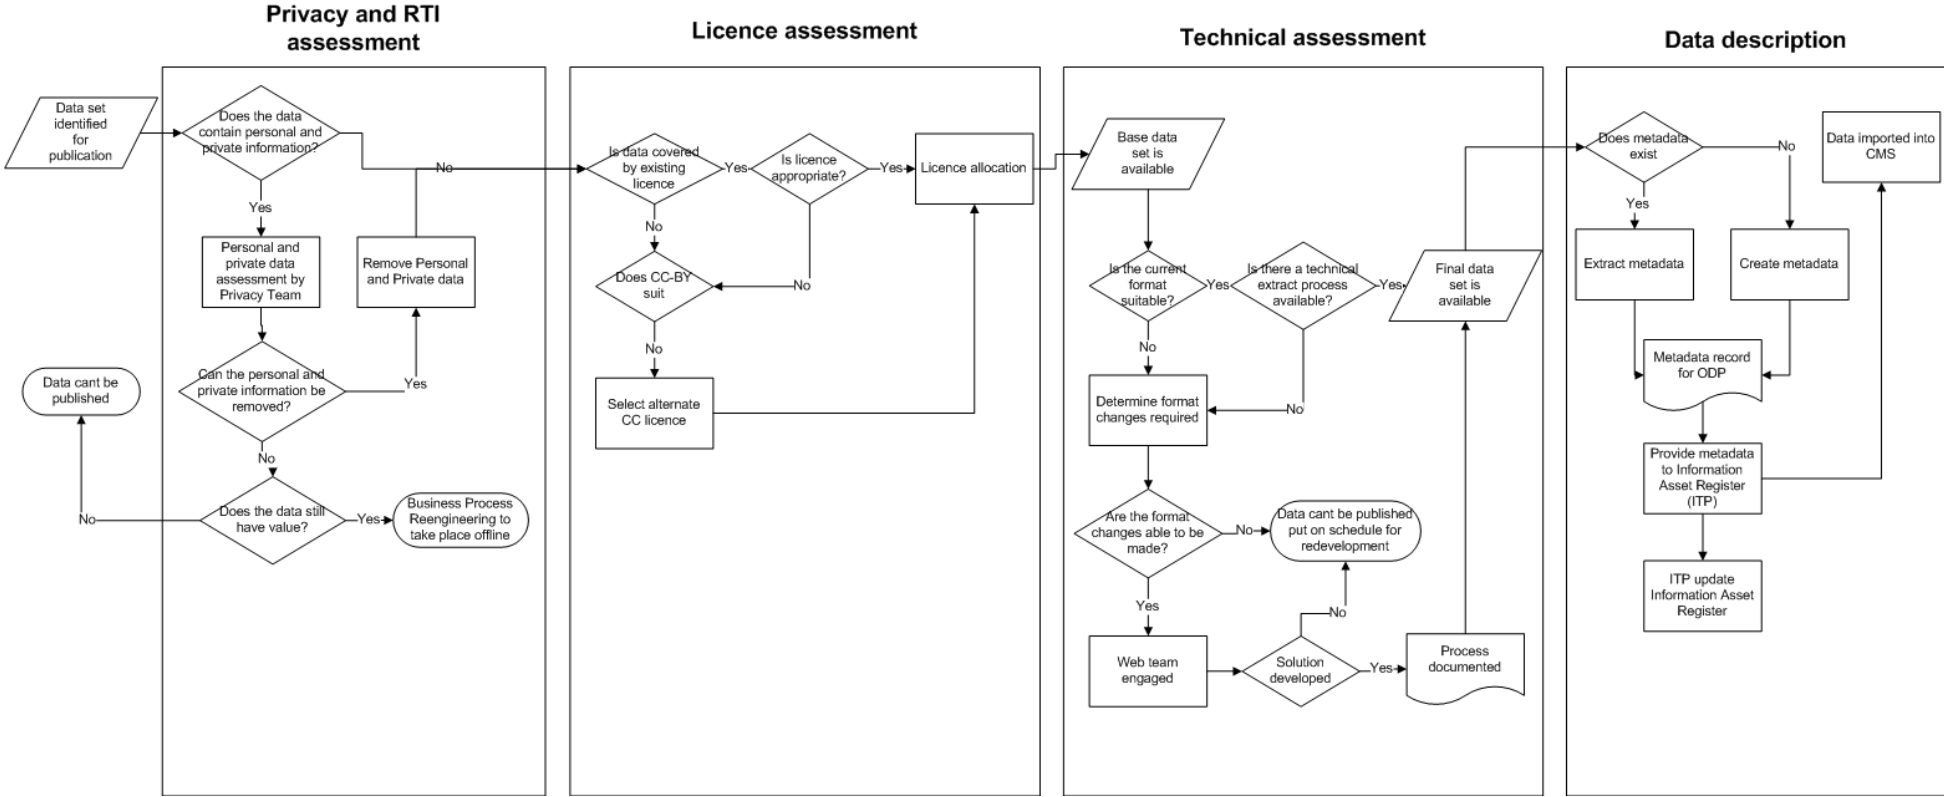 Privacy and RTI
assessment
Data set
identified
for
publication
Does the data
contain personal and
private information?
No
Yes
Personal and
private data
assessment by
Privacy Team
Remove Personal
and Private data
Can the personal and
private information be
removed?
Yes
No
Data cant be
published
Does the data still
have value?
No
Yes
Business Process
Reengineering to
take place offline
Licence assessment
Is data covered
by existing
licence
Yes
Is licence
appropriate?
Yes
Licence allocation
No
Does CC-BY
suit
No
No
Select alternate
CC licence
Technical assessment
Base data
set is
available
Is the current
format
suitable?
Yes
Is there a technical
extract process
available?
Yes
Final data
set is
available
No
Determine format
changes required
No
Are the format
changes able to be
made?
No
Data cant be published
put on schedule for
redevelopment
Yes
No
Web team
engaged
Solution
developed
Yes
Process
documented
Data description
Does metadata
exist
No
Data imported into
CMS
Yes
Extract metadata
Create metadata
Metadata record
for ODP
Provide metadata
to Information
Asset Register
(ITP)
ITP update
Information Asset
Register